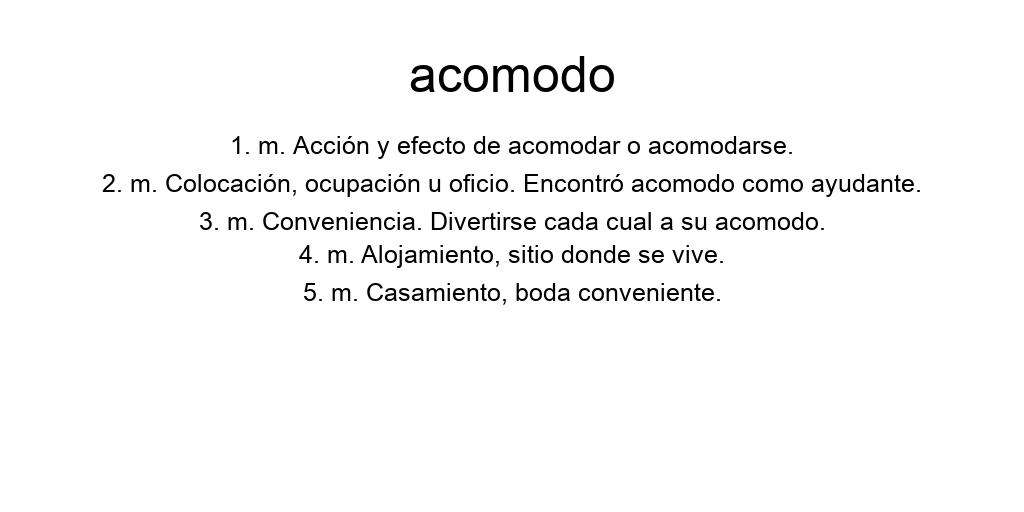 acomodo
1. m. Acción y efecto de acomodar o acomodarse.
2. m. Colocación, ocupación u oficio. Encontró acomodo como ayudante.
3. m. Conveniencia. Divertirse cada cual a su acomodo.
4. m. Alojamiento, sitio donde se vive.
5. m. Casamiento, boda conveniente.